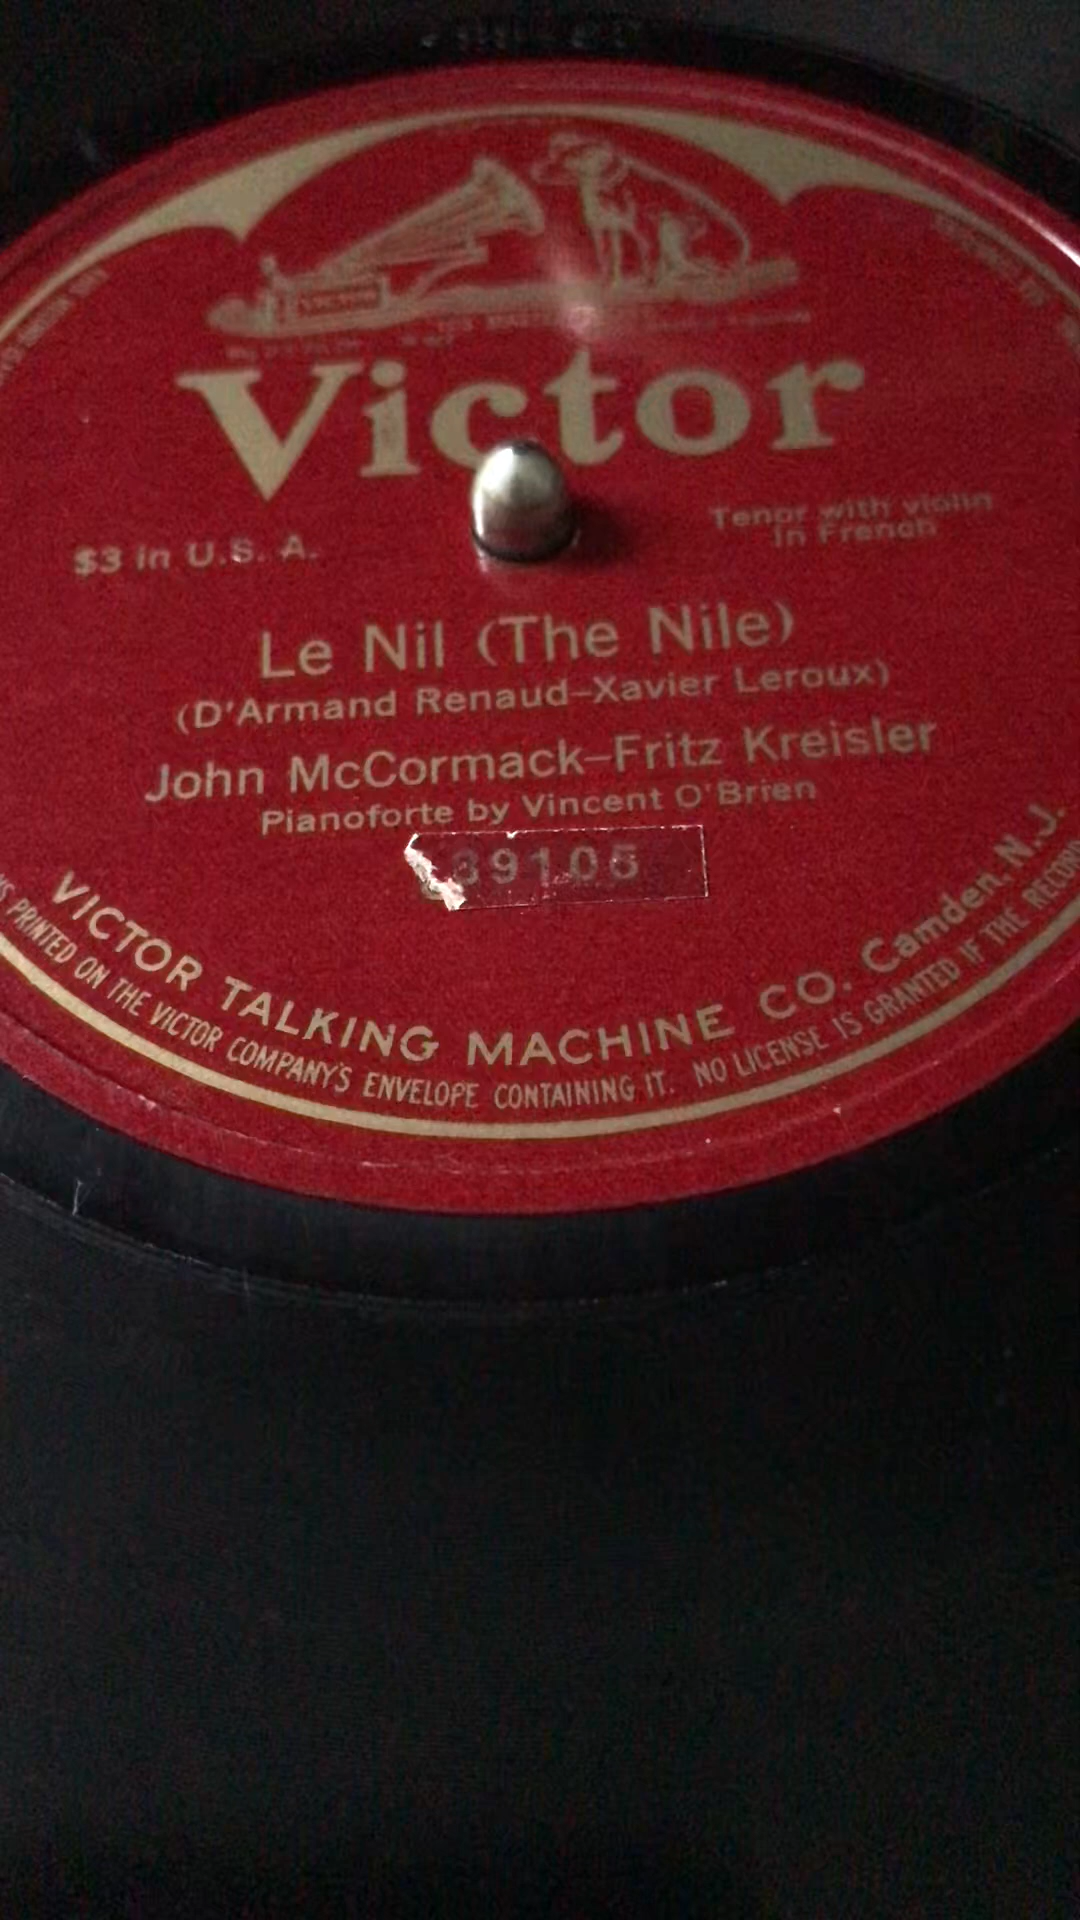 VICTOR
Victor
$3 in U.S. A.
Tenor with violin
In French
Le Nil (The Nile)
(D'Armand Renaud–Xavier Leroux)
John McCormack–Fritz Kreisler
Pianoforte by Vincent O'Brien
89105
VICTOR TALKING MACHINE CO. Camden, N.J.
PRINTED ON THE VICTOR COMPANY'S ENVELOPE CONTAINING IT. NO LICENSE IS GRANTED IF THE RECORD